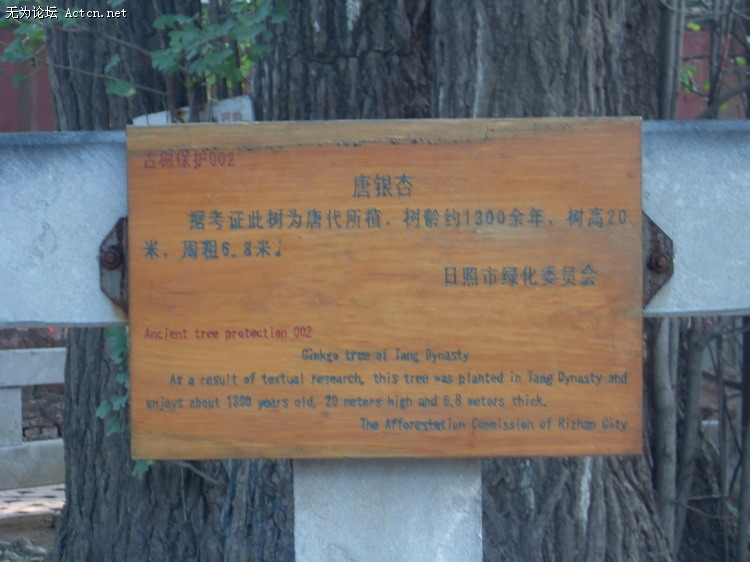 无为论坛 Actcn.net
古树保护002
唐银杏
据考证此树为唐代所植，树龄约1300余年，树高20
米，周粗6.8米。
日照市绿化委员会
Ancient tree protection 002
Ginkgo tree of Tang Dynasty
As a result of textual research, this tree was planted in Tang Dynasty and
enjoys about 1300 years old, 20 meters high and 6.8 meters thick.
The Afforestation Commission of Rizhao City